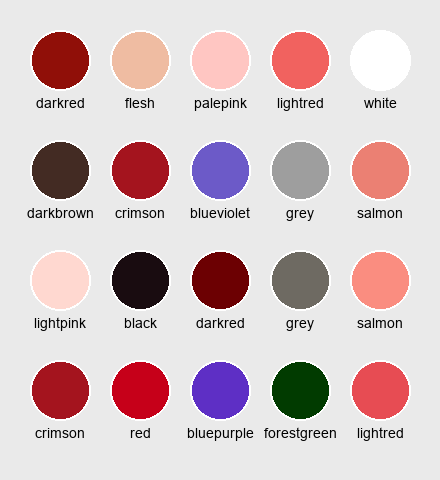 darkred flesh palepink lightred white
darkbrown crimson blueviolet grey salmon
lightpink black darkred grey salmon
crimson red bluepurple forestgreen lightred